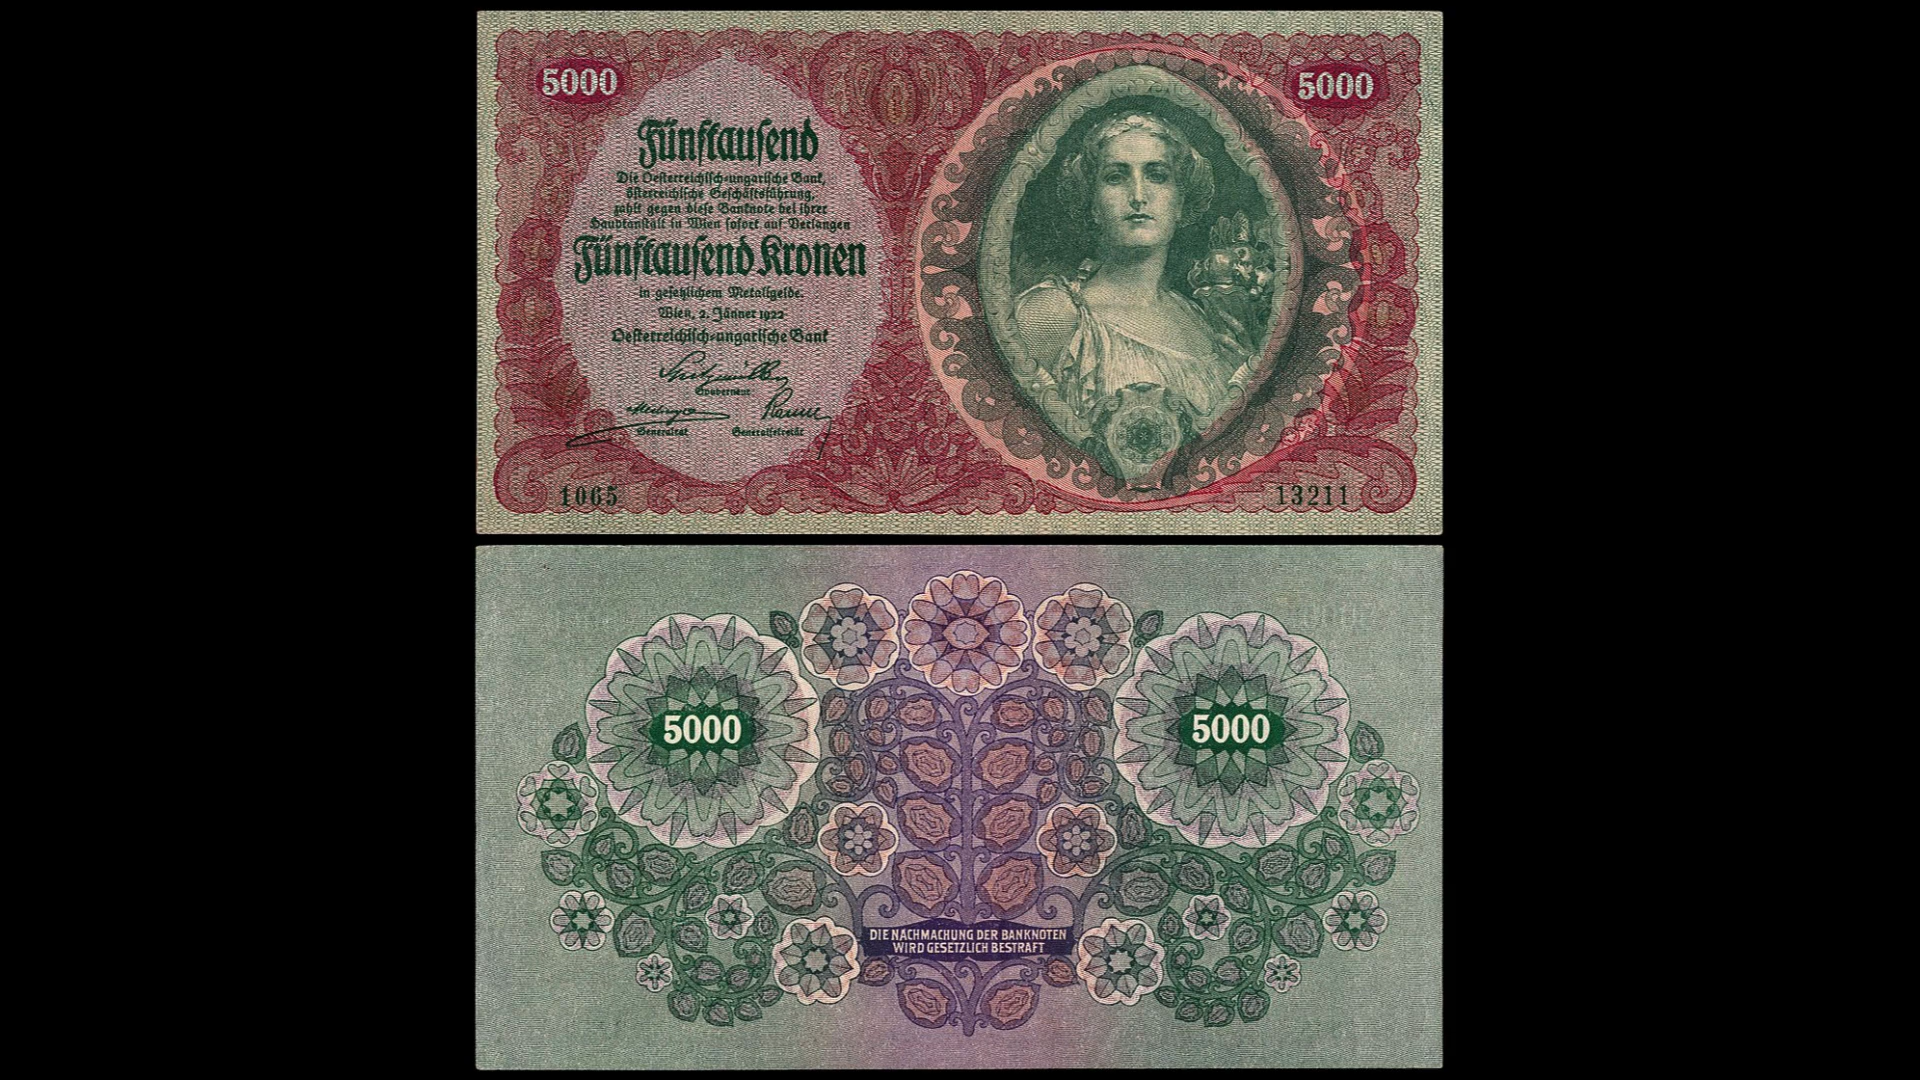 5000
5000
Fünftausend
Die Oesterreichisch-ungarische Bank,
österreichische Geschäftsführung,
zahlt gegen diese Banknote bei ihrer
Hauptanstalt in Wien sofort auf Verlangen
Fünftausend Kronen
in gesetzlichem Metallgelde.
Wien, 2. Jänner 1922
Oesterreichisch-ungarische Bank
Gouverneur
Generalrat Generalsekretär
1065
13211
5000
5000
DIE NACHMACHUNG DER BANKNOTEN
WIRD GESETZLICH BESTRAFT